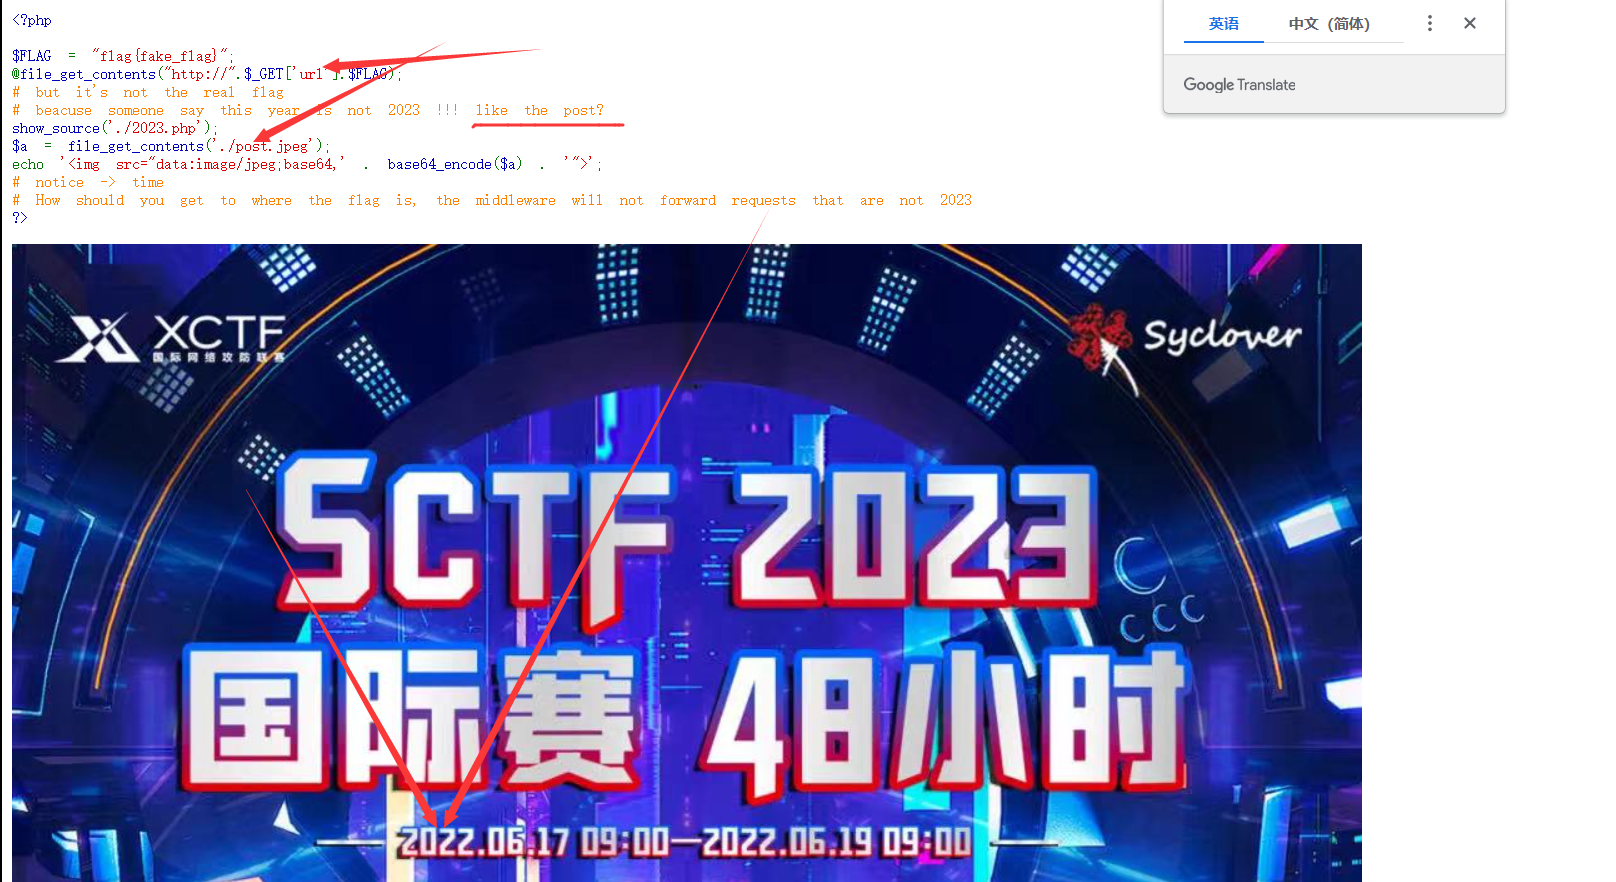 <?php
$FLAG = "flag{fake_flag}";
@file_get_contents("http://".$_GET['url'].$FLAG);
# but it's not the real flag
# beacuse someone say this year is not 2023 !!! like the post?
show_source('./2023.php');
$a = file_get_contents('./post.jpeg');
echo '<img src="data:image/jpeg;base64,' . base64_encode($a) . '">';
# notice -> time
# How should you get to where the flag is, the middleware will not forward requests that are not 2023
?>
英语 中文（简体）
Google Translate
XCTF
国际网络攻防联赛
Syclover
SCTF 2023
国际赛 48小时
2022.06.17 09:00—2022.06.19 09:00